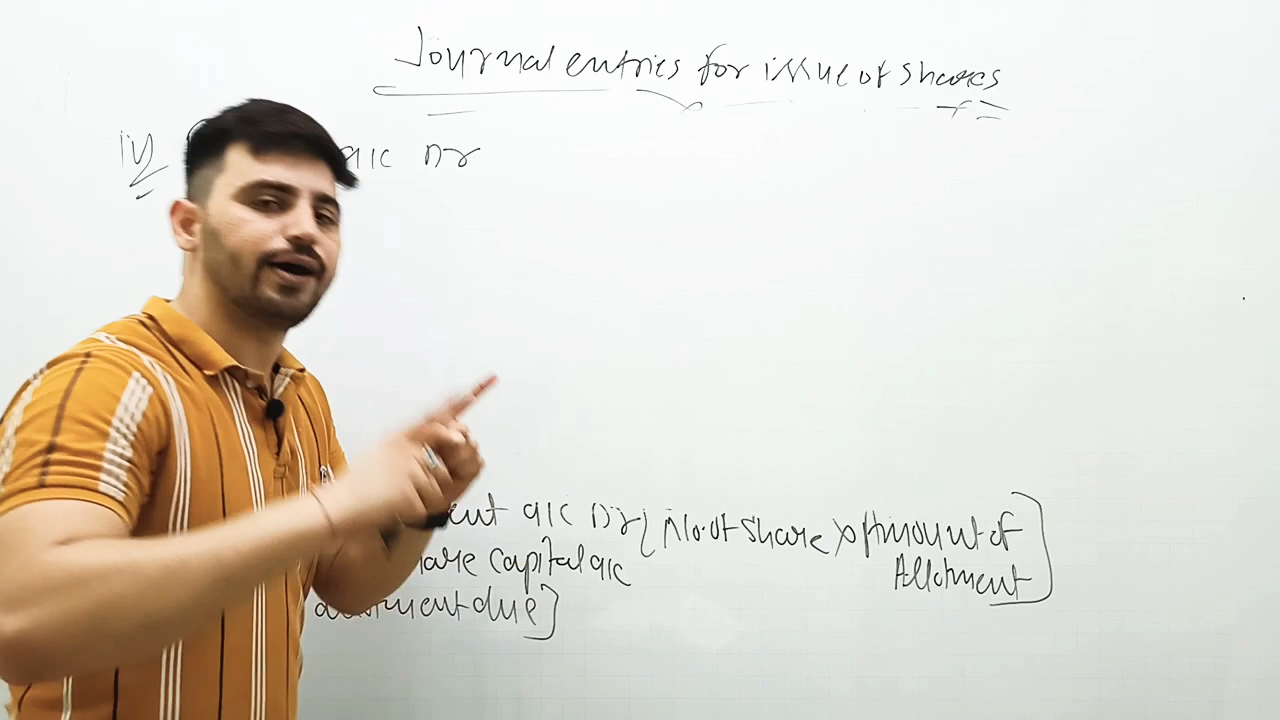 Journal entries for issue of shares
iv) a/c Dr
ent a/c Dr [No. of share × Amount of
Allotment]
are capital a/c
allotment due]